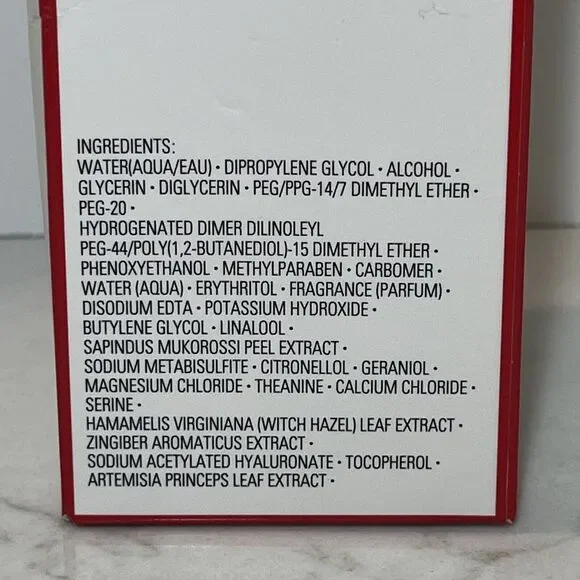 INGREDIENTS:
WATER(AQUA/EAU)・DIPROPYLENE GLYCOL・ALCOHOL・
GLYCERIN・DIGLYCERIN・PEG/PPG-14/7 DIMETHYL ETHER・
PEG-20・
HYDROGENATED DIMER DILINOLEYL
PEG-44/POLY(1,2-BUTANEDIOL)-15 DIMETHYL ETHER・
PHENOXYETHANOL・METHYLPARABEN・CARBOMER・
WATER (AQUA)・ERYTHRITOL・FRAGRANCE (PARFUM)・
DISODIUM EDTA・POTASSIUM HYDROXIDE・
BUTYLENE GLYCOL・LINALOOL・
SAPINDUS MUKOROSSI PEEL EXTRACT・
SODIUM METABISULFITE・CITRONELLOL・GERANIOL・
MAGNESIUM CHLORIDE・THEANINE・CALCIUM CHLORIDE・
SERINE・
HAMAMELIS VIRGINIANA (WITCH HAZEL) LEAF EXTRACT・
ZINGIBER AROMATICUS EXTRACT・
SODIUM ACETYLATED HYALURONATE・TOCOPHEROL・
ARTEMISIA PRINCEPS LEAF EXTRACT・